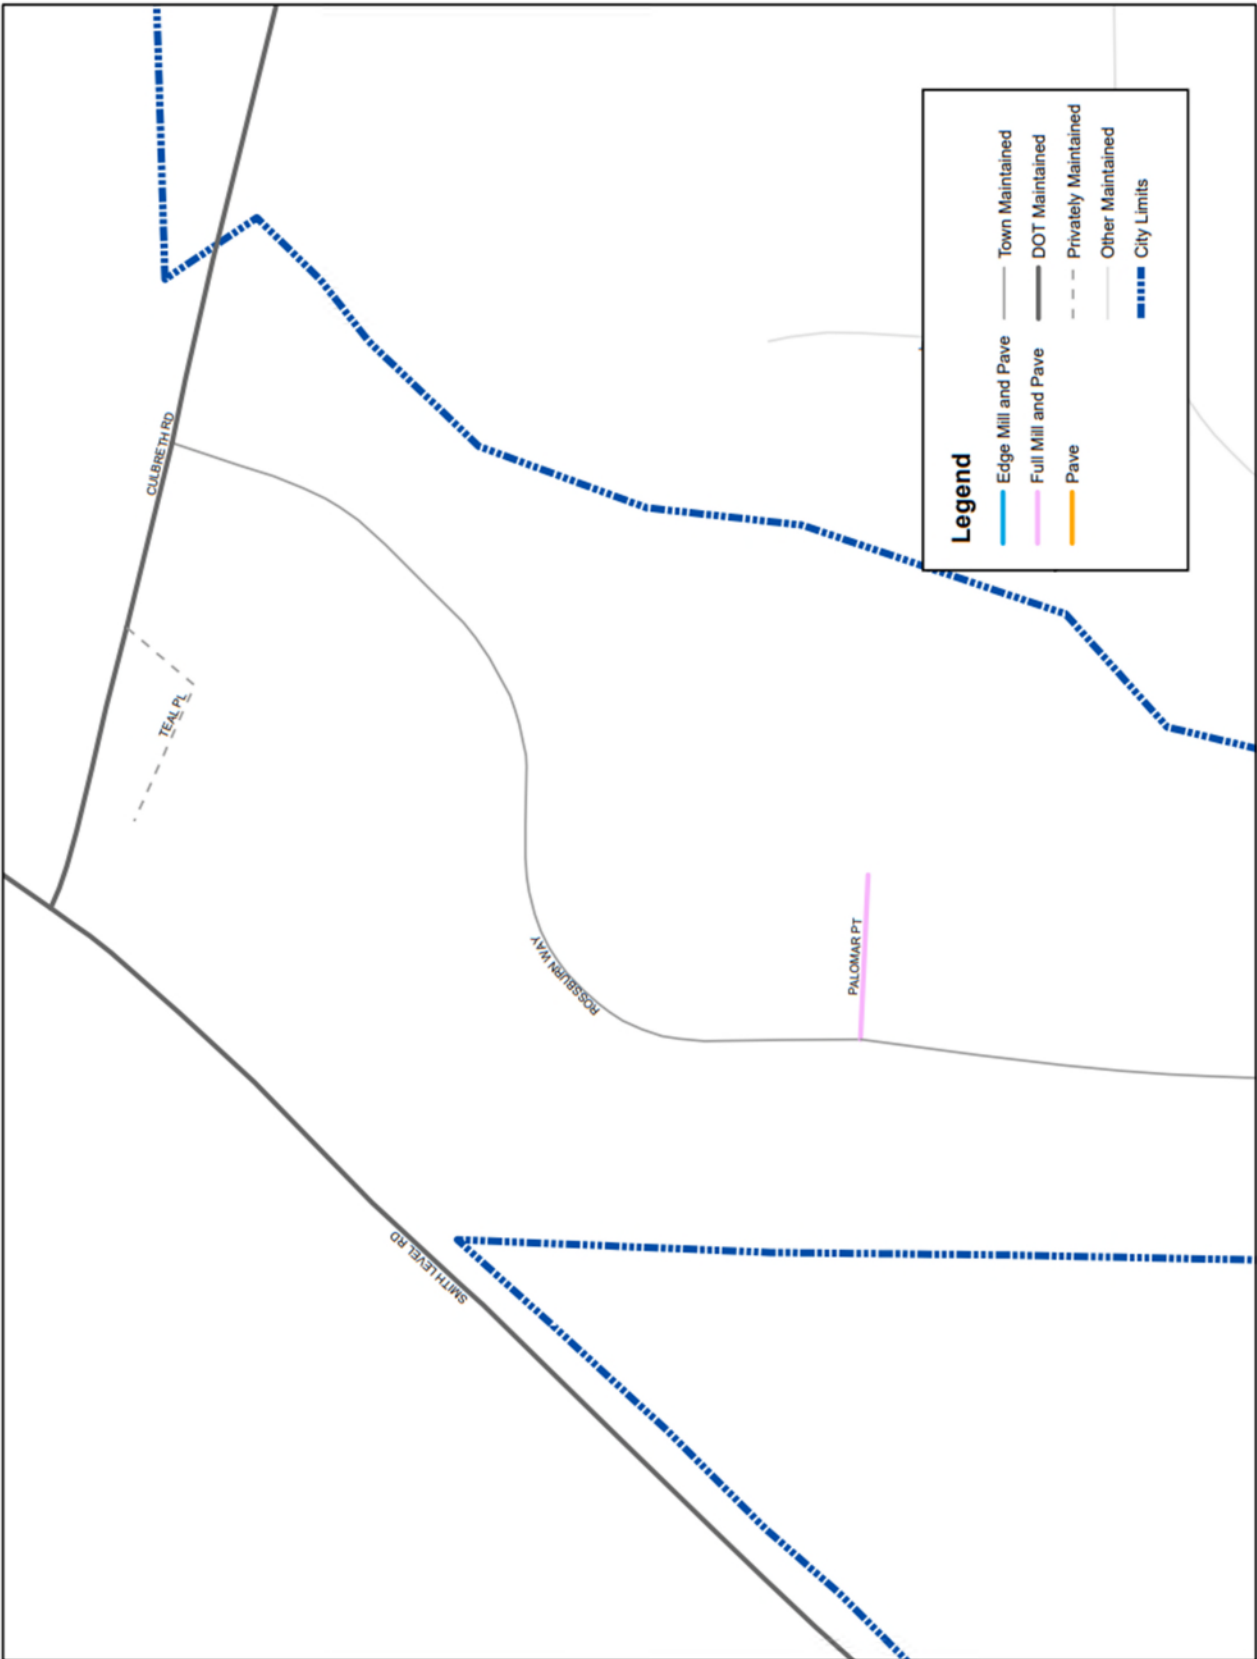 CULBRETH RD
TEAL PL
ROSSBURN WAY
PALOMAR PT
SMITH LEVEL RD
Legend
Edge Mill and Pave
Full Mill and Pave
Pave
Town Maintained
DOT Maintained
Privately Maintained
Other Maintained
City Limits